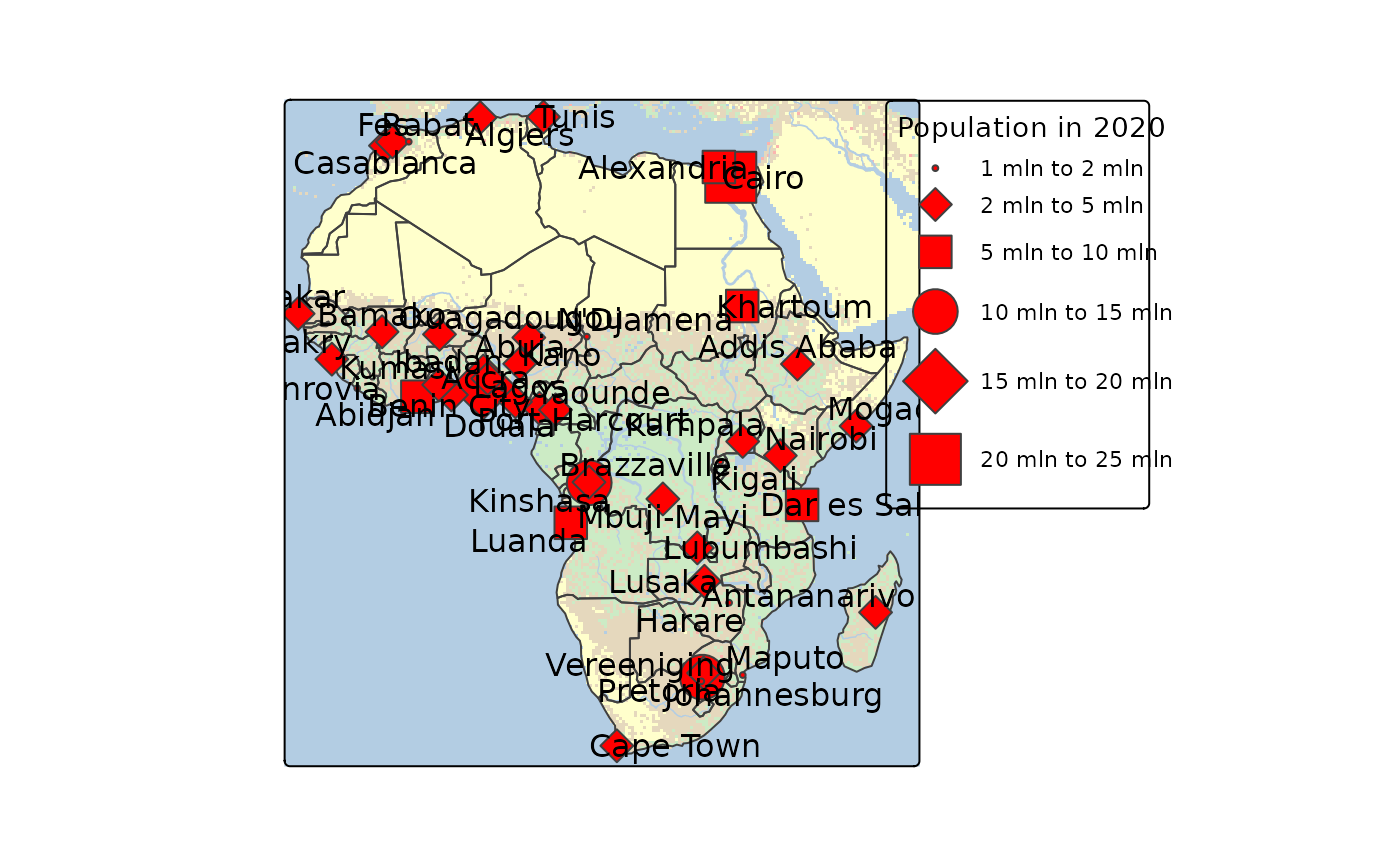 Tunis
Fes
Rabat
Algiers
Casablanca
Alexandria
Cairo
akar
Bamako
Ouagadougou
N'Djamena
Khartoum
akry
Abuja
Kano
Addis Ababa
Ibadan
Kumasi
Accra
nrovia
Lagos
Yaounde
Benin City
Abidjan
Port Harcourt
Douala
Kampala
Mogad
Nairobi
Brazzaville
Kigali
Kinshasa
Dar es Sal
Mbuji-Mayi
Luanda
Lubumbashi
Lusaka
Antananarivo
Harare
Vereeniging
Maputo
Pretoria
Johannesburg
Cape Town
Population in 2020
1 mln to 2 mln
2 mln to 5 mln
5 mln to 10 mln
10 mln to 15 mln
15 mln to 20 mln
20 mln to 25 mln